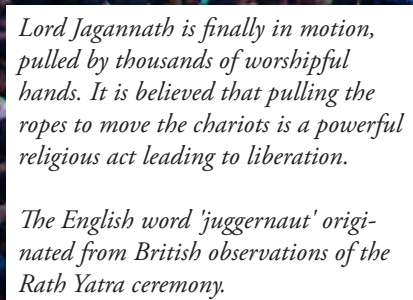 Lord Jagannath is finally in motion,
pulled by thousands of worshipful
hands. It is believed that pulling the
ropes to move the chariots is a powerful
religious act leading to liberation.
The English word 'juggernaut' origi-
nated from British observations of the
Rath Yatra ceremony.